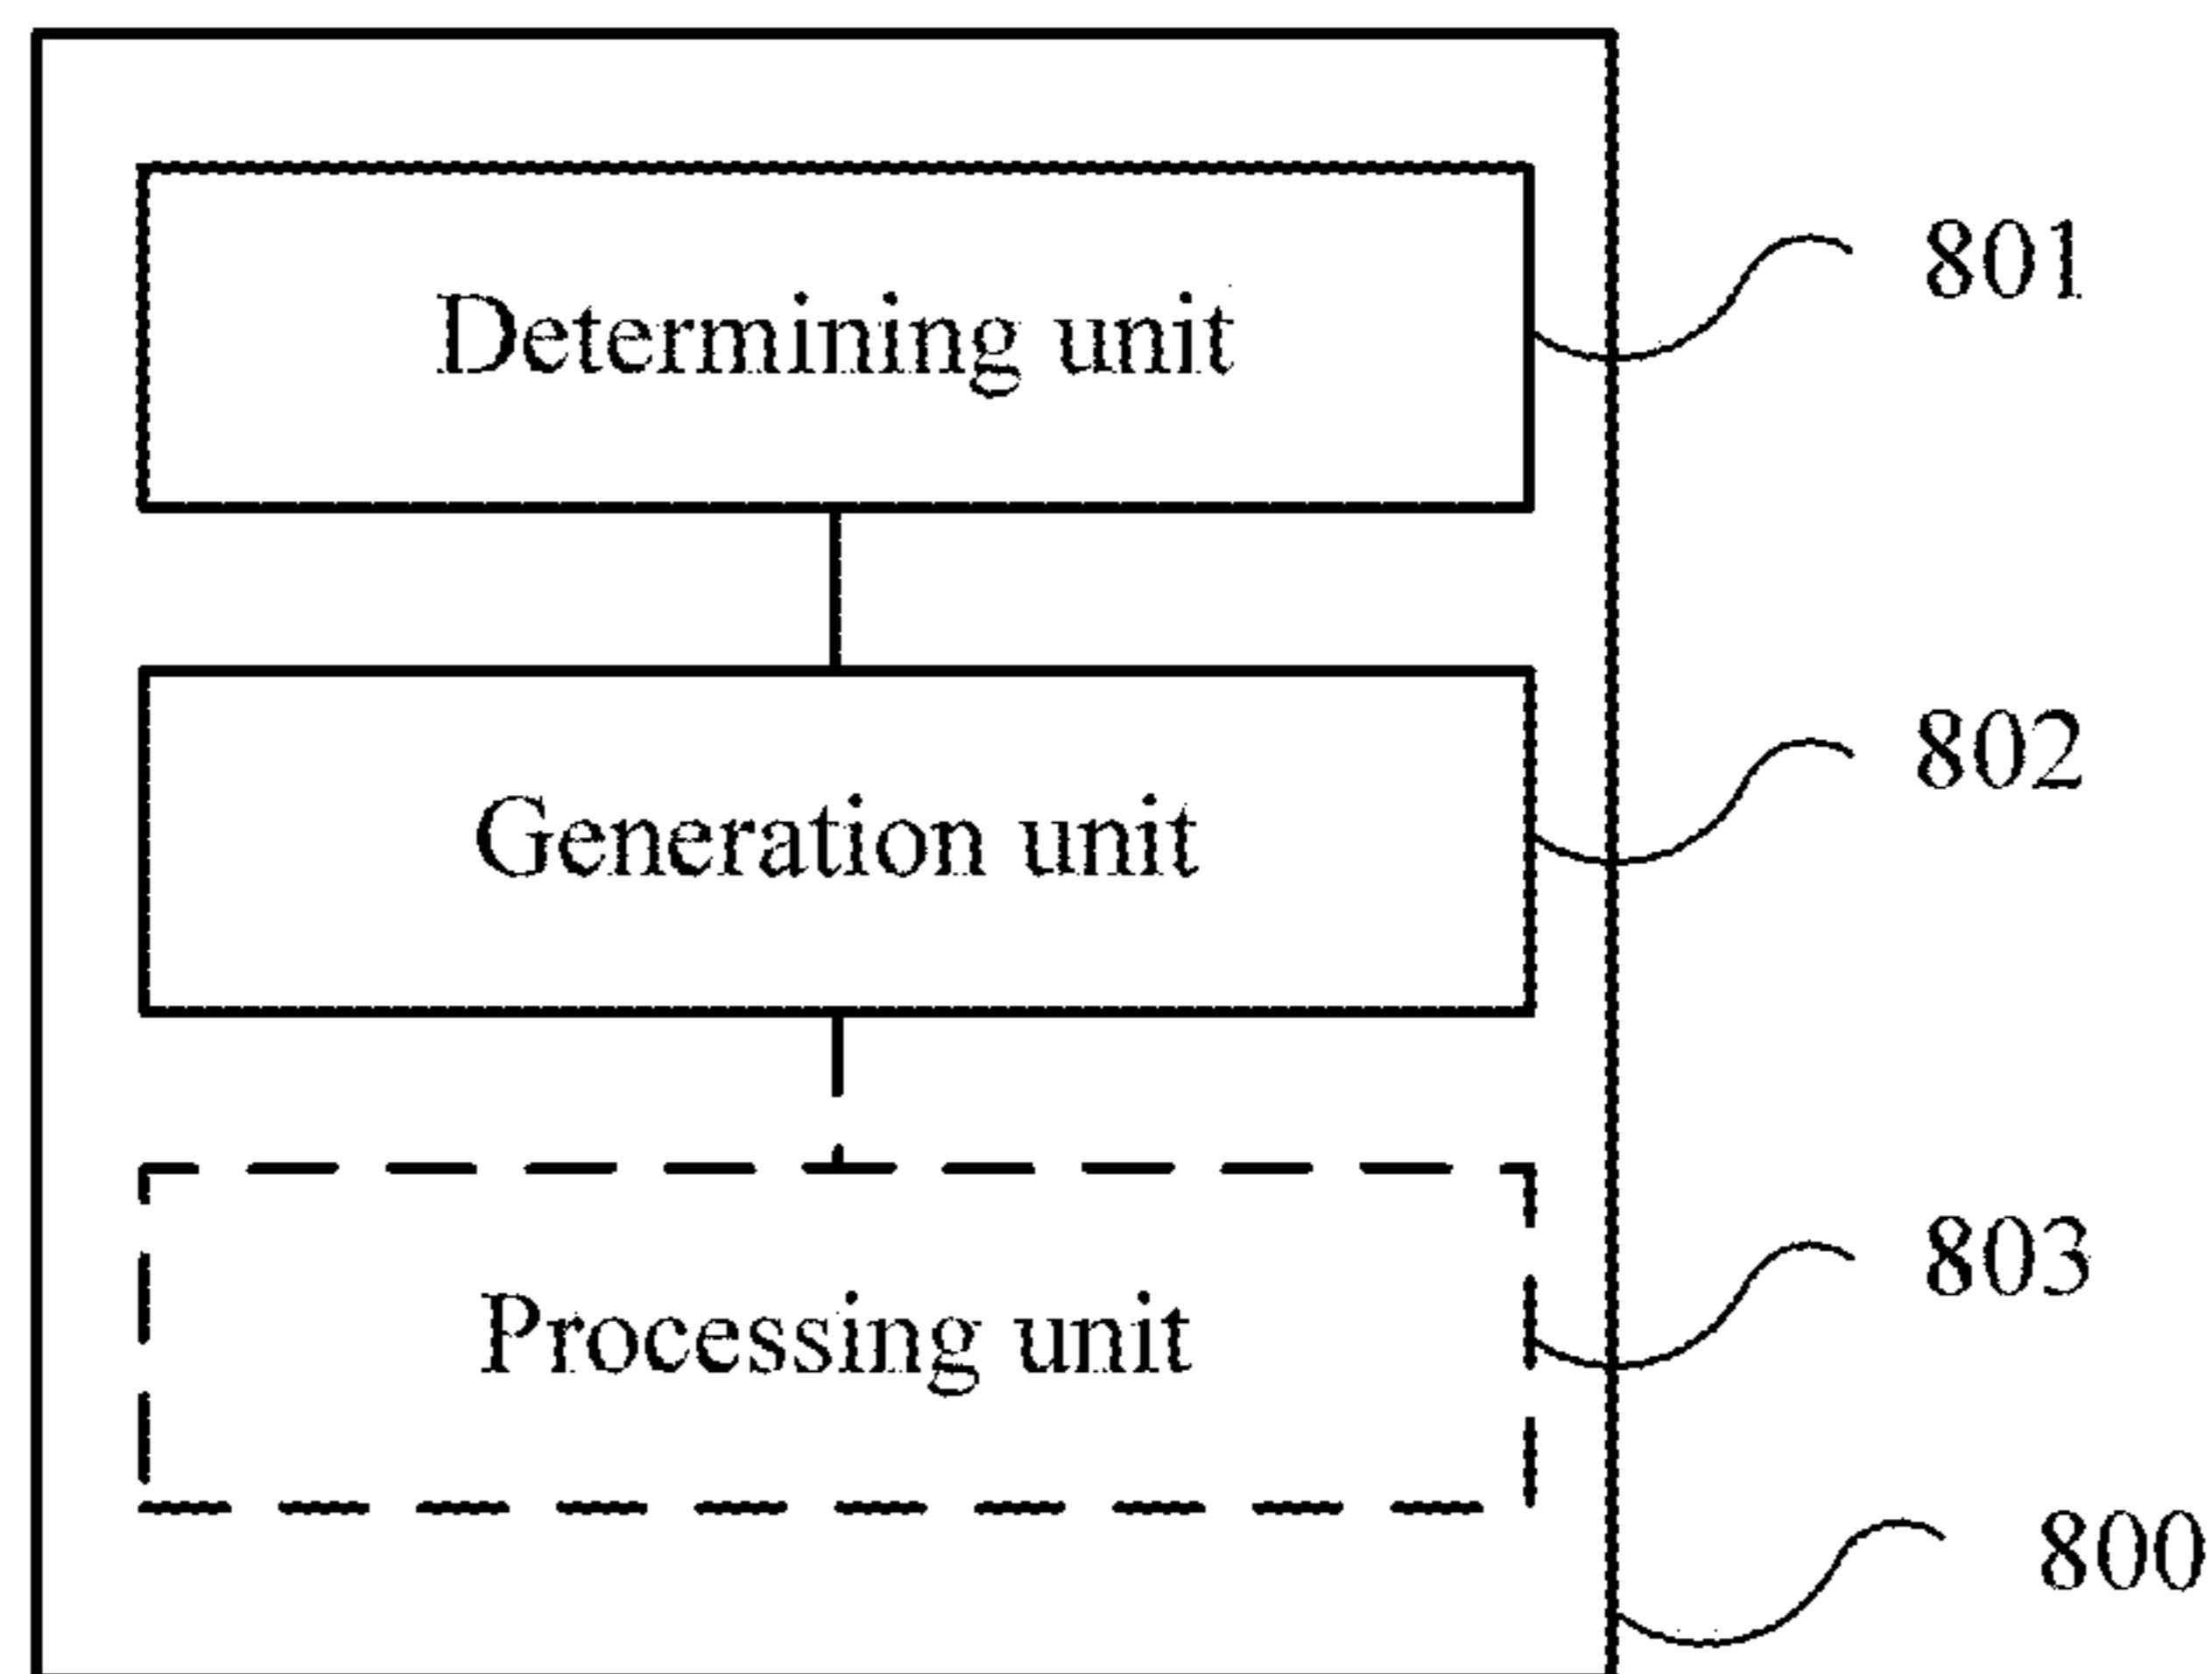 Determining unit
801
Generation unit
802
Processing unit
803
800